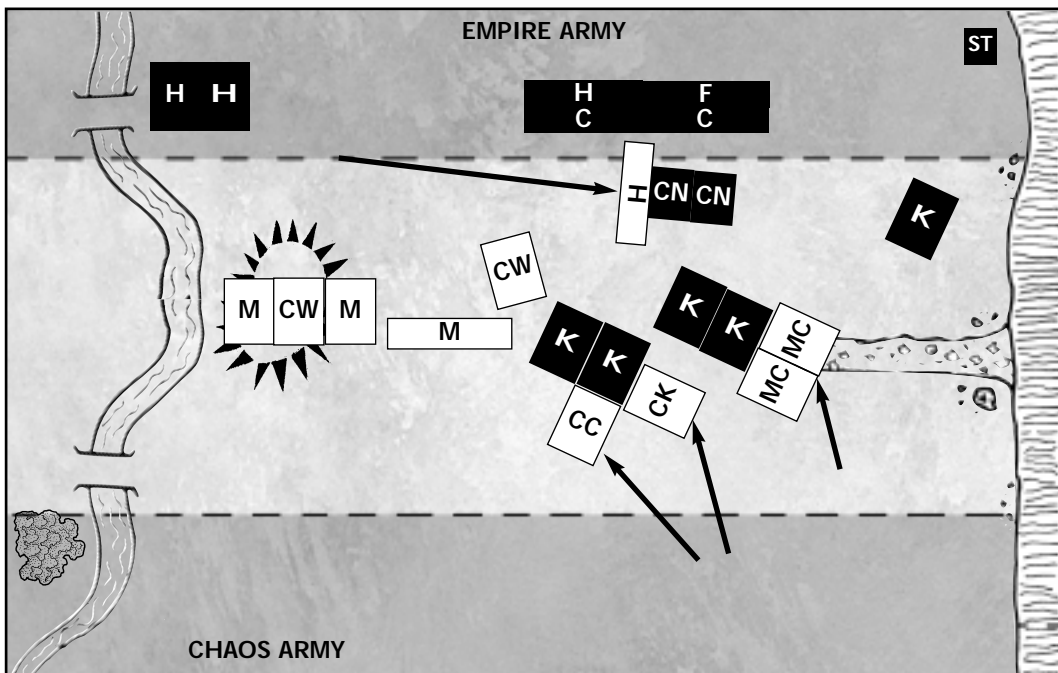 EMPIRE ARMY
ST
H H
H F
C C
H CN CN
K
CW
M CW M
M
K K
K K
MC
MC
CK
CC
CHAOS ARMY